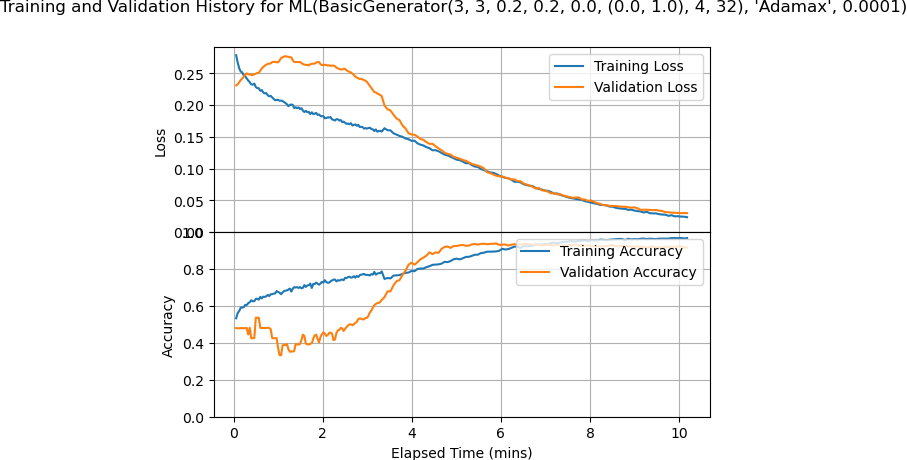 Training and Validation History for ML(BasicGenerator(3, 3, 0.2, 0.2, 0.0, (0.0, 1.0), 4, 32), 'Adamax', 0.0001)
Training Loss
Validation Loss
Loss
0.25
0.20
0.15
0.10
0.05
0.00
1.0
Training Accuracy
Validation Accuracy
Accuracy
0.8
0.6
0.4
0.2
0.0
0 2 4 6 8 10
Elapsed Time (mins)